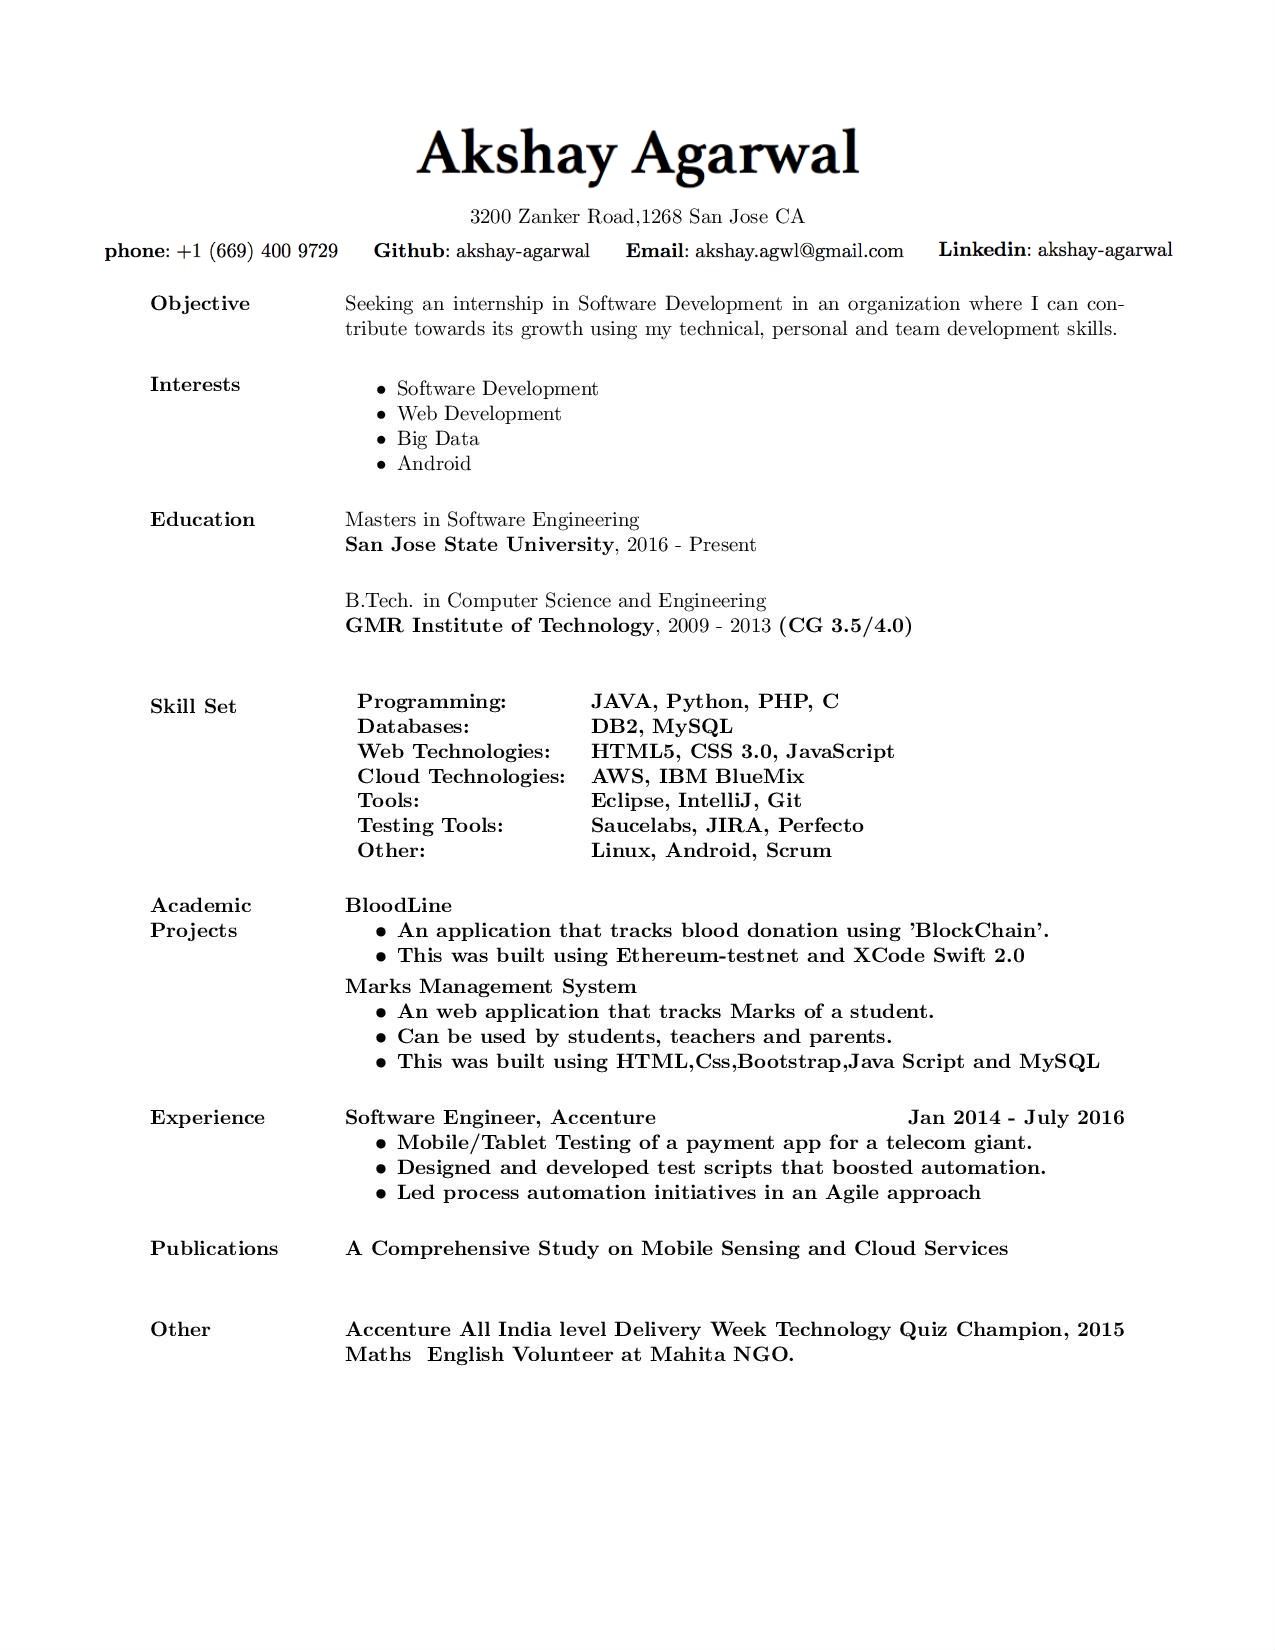 Akshay Agarwal
3200 Zanker Road,1268 San Jose CA
phone: +1 (669) 400 9729 Github: akshay-agarwal Email: akshay.agwl@gmail.com Linkedin: akshay-agarwal
Objective Seeking an internship in Software Development in an organization where I can con-
tribute towards its growth using my technical, personal and team development skills.
Interests
• Software Development
• Web Development
• Big Data
• Android
Education Masters in Software Engineering
San Jose State University, 2016 - Present
B.Tech. in Computer Science and Engineering
GMR Institute of Technology, 2009 - 2013 (CG 3.5/4.0)
Skill Set Programming: JAVA, Python, PHP, C
Databases: DB2, MySQL
Web Technologies: HTML5, CSS 3.0, JavaScript
Cloud Technologies: AWS, IBM BlueMix
Tools: Eclipse, IntelliJ, Git
Testing Tools: Saucelabs, JIRA, Perfecto
Other: Linux, Android, Scrum
Academic BloodLine
Projects • An application that tracks blood donation using ’BlockChain’.
• This was built using Ethereum-testnet and XCode Swift 2.0
Marks Management System
• An web application that tracks Marks of a student.
• Can be used by students, teachers and parents.
• This was built using HTML,Css,Bootstrap,Java Script and MySQL
Experience Software Engineer, Accenture Jan 2014 - July 2016
• Mobile/Tablet Testing of a payment app for a telecom giant.
• Designed and developed test scripts that boosted automation.
• Led process automation initiatives in an Agile approach
Publications A Comprehensive Study on Mobile Sensing and Cloud Services
Other Accenture All India level Delivery Week Technology Quiz Champion, 2015
Maths English Volunteer at Mahita NGO.